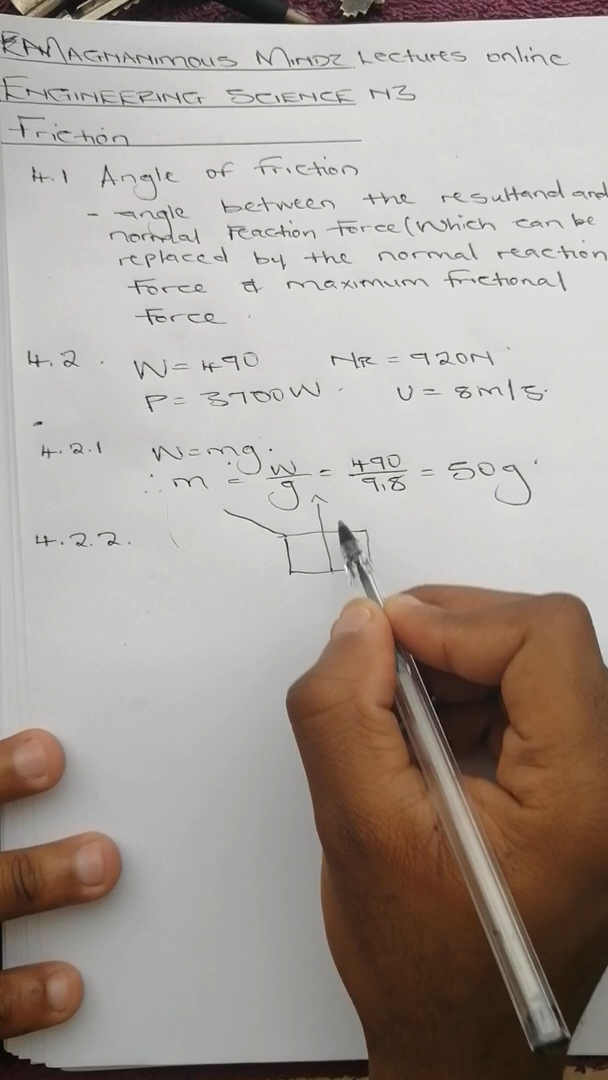 MAGNANIMOUS MINDZ Lectures online
ENGINEERING SCIENCE N3
Friction
4.1 Angle of friction
- angle between the resultand and
normal reaction force (which can be
replaced by the normal reaction
force & maximum frictional
force.
4.2. W = 490 NR = 920N
P = 3700W. U = 8m/s.
4.2.1 W = mg.
∴ m = W/g = 490/9,8 = 50g
4.2.2.